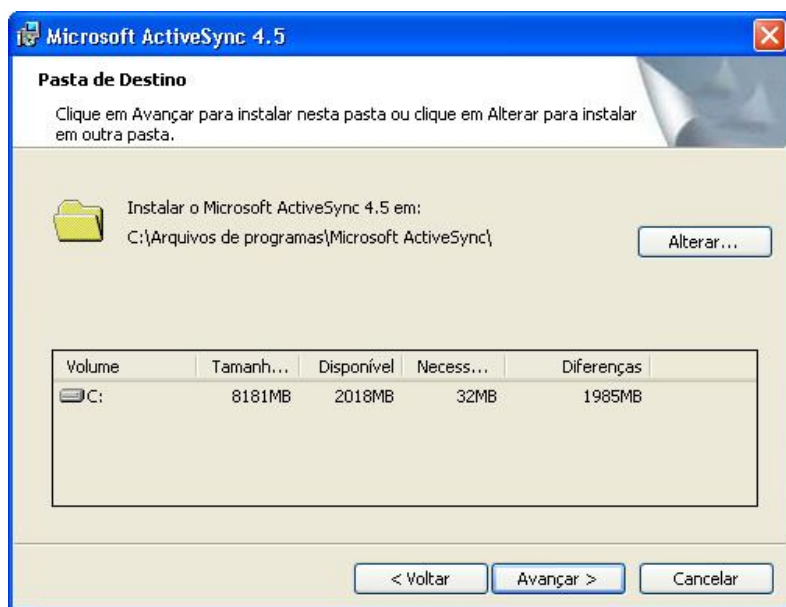 Microsoft ActiveSync 4.5
Pasta de Destino
Clique em Avançar para instalar nesta pasta ou clique em Alterar para instalar
em outra pasta.
Instalar o Microsoft ActiveSync 4.5 em:
C:\Arquivos de programas\Microsoft ActiveSync\
Alterar...
Volume Tamanh... Disponível Necess... Diferenças
C: 8181MB 2018MB 32MB 1985MB
< Voltar Avançar > Cancelar